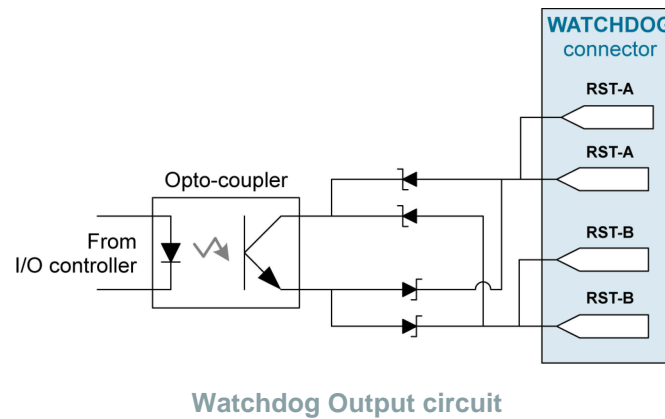 WATCHDOG
connector
RST-A
RST-A
Opto-coupler
From
I/O controller
RST-B
RST-B
Watchdog Output circuit